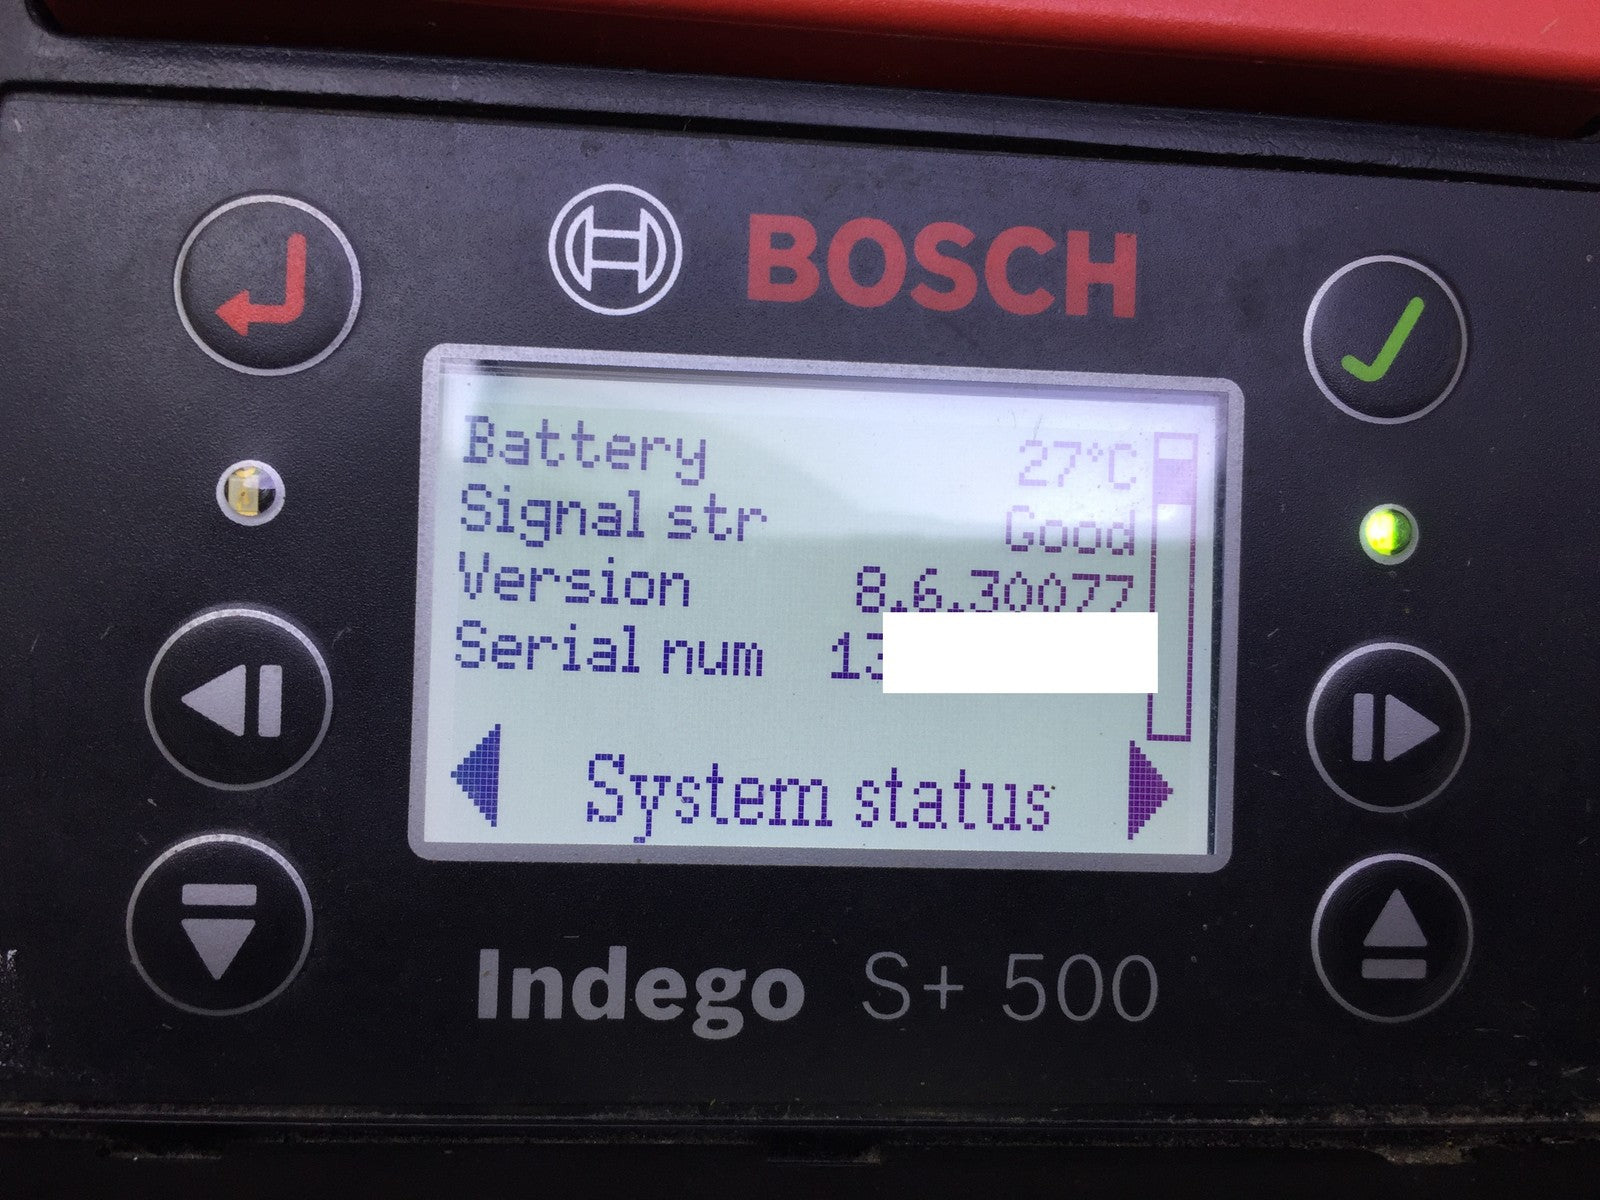 BOSCH
Battery 27°C
Signal str Good
Version 8.6.30077
Serial num 13
System status
Indego S+ 500